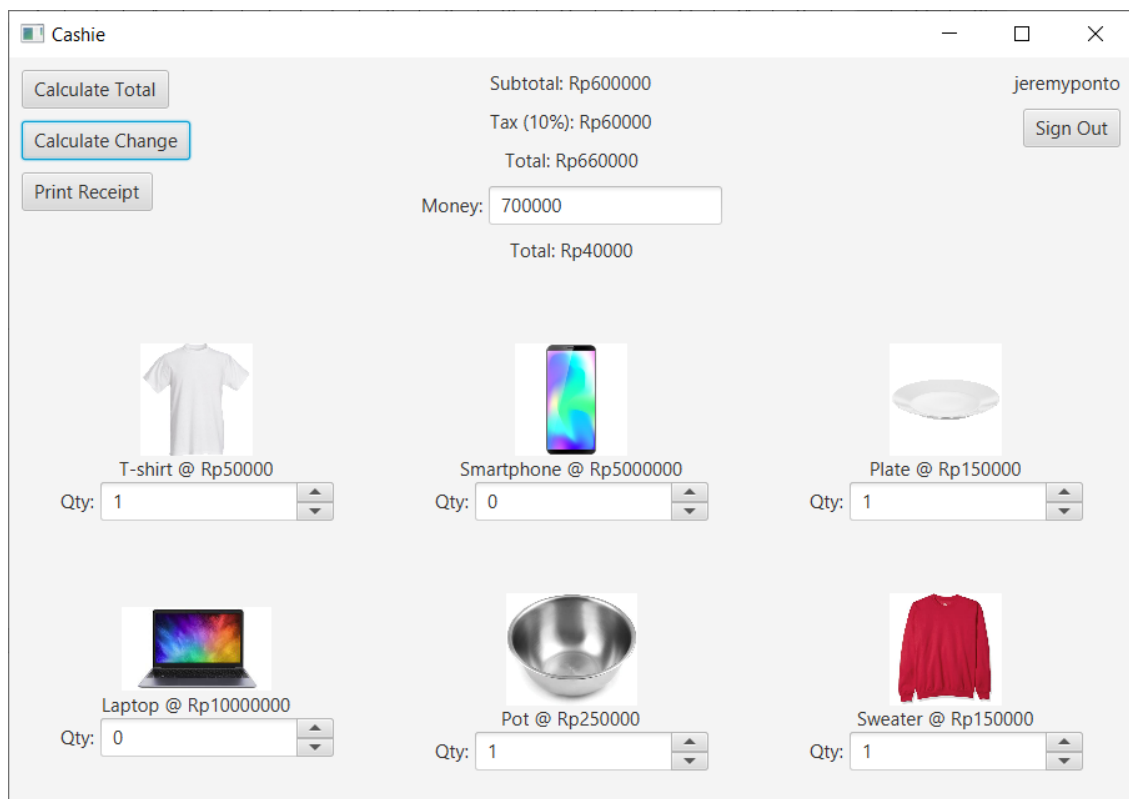 Cashie
Calculate Total
Calculate Change
Print Receipt
Subtotal: Rp600000
Tax (10%): Rp60000
Total: Rp660000
Money: 700000
Total: Rp40000
jeremyponto
Sign Out
T-shirt @ Rp50000
Qty: 1
Smartphone @ Rp5000000
Qty: 0
Plate @ Rp150000
Qty: 1
Laptop @ Rp10000000
Qty: 0
Pot @ Rp250000
Qty: 1
Sweater @ Rp150000
Qty: 1